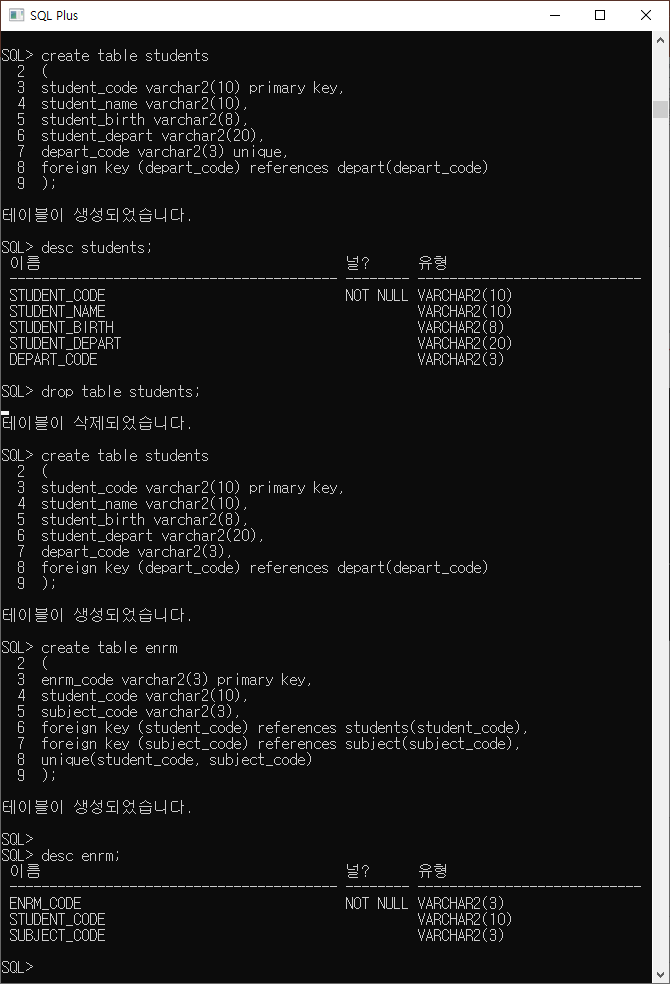 SQL Plus
SQL> create table students
  2  (
  3  student_code varchar2(10) primary key,
  4  student_name varchar2(10),
  5  student_birth varchar2(8),
  6  student_depart varchar2(20),
  7  depart_code varchar2(3) unique,
  8  foreign key (depart_code) references depart(depart_code)
  9  );
테이블이 생성되었습니다.
SQL> desc students;
 이름                                      널?      유형
 ----------------------------------------- -------- ----------------------------
 STUDENT_CODE                              NOT NULL VARCHAR2(10)
 STUDENT_NAME                                       VARCHAR2(10)
 STUDENT_BIRTH                                      VARCHAR2(8)
 STUDENT_DEPART                                     VARCHAR2(20)
 DEPART_CODE                                        VARCHAR2(3)
SQL> drop table students;
테이블이 삭제되었습니다.
SQL> create table students
  2  (
  3  student_code varchar2(10) primary key,
  4  student_name varchar2(10),
  5  student_birth varchar2(8),
  6  student_depart varchar2(20),
  7  depart_code varchar2(3),
  8  foreign key (depart_code) references depart(depart_code)
  9  );
테이블이 생성되었습니다.
SQL> create table enrm
  2  (
  3  enrm_code varchar2(3) primary key,
  4  student_code varchar2(10),
  5  subject_code varchar2(3),
  6  foreign key (student_code) references students(student_code),
  7  foreign key (subject_code) references subject(subject_code),
  8  unique(student_code, subject_code)
  9  );
테이블이 생성되었습니다.
SQL>
SQL> desc enrm;
 이름                                      널?      유형
 ----------------------------------------- -------- ----------------------------
 ENRM_CODE                                 NOT NULL VARCHAR2(3)
 STUDENT_CODE                                       VARCHAR2(10)
 SUBJECT_CODE                                       VARCHAR2(3)
SQL>